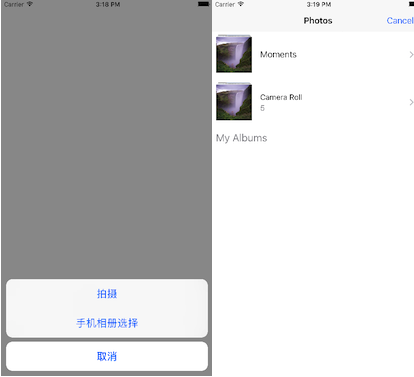 Carrier 3:18 PM
拍摄
手机相册选择
取消
Carrier 3:19 PM
Photos Cancel
Moments
Camera Roll
5
My Albums